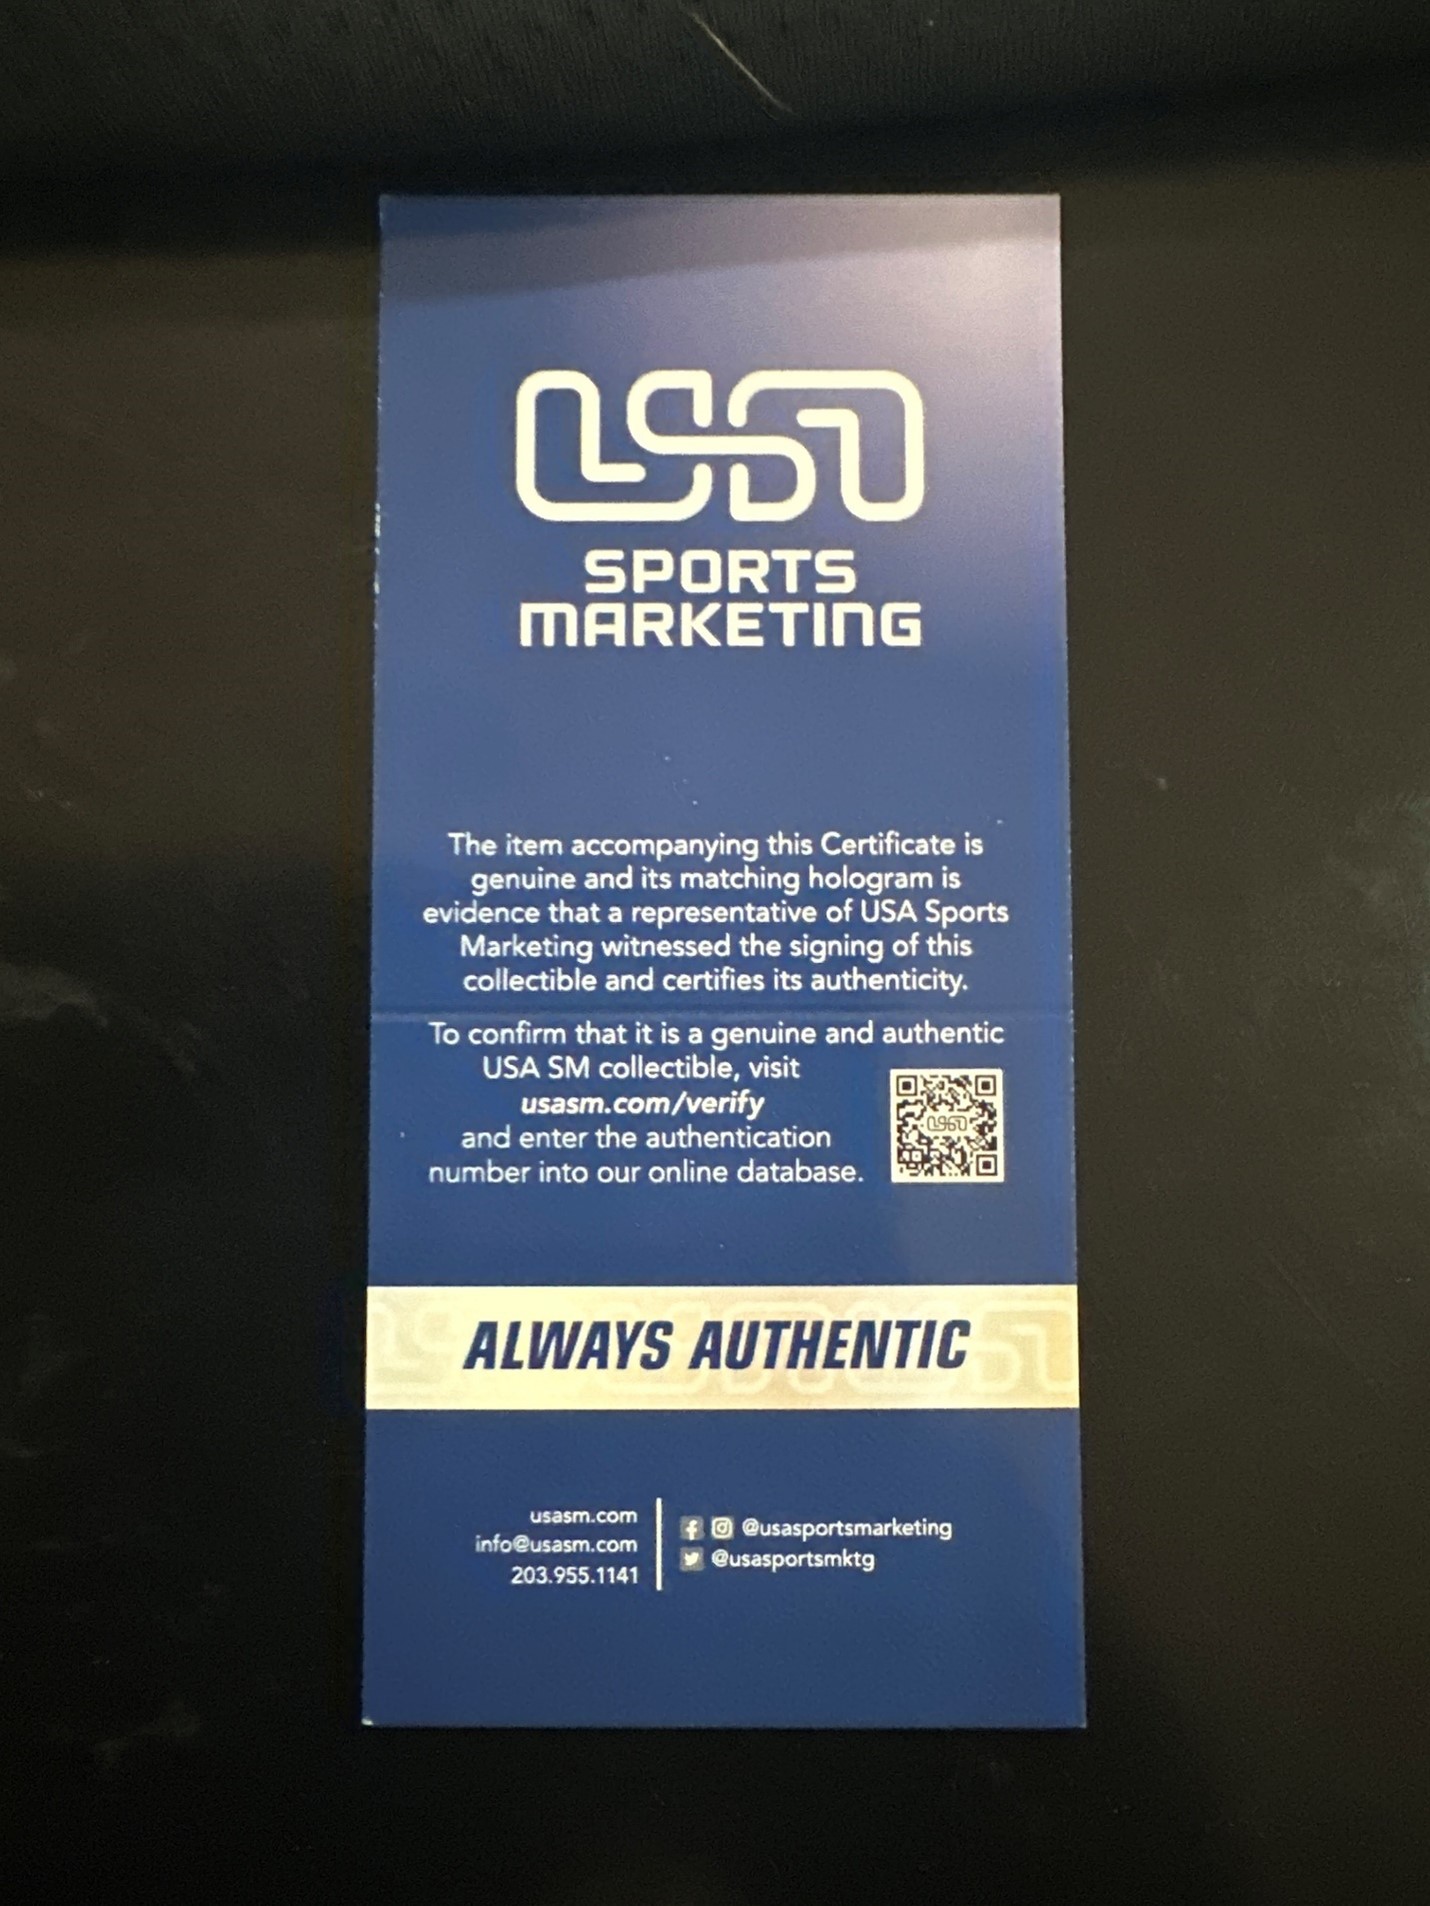 USA
SPORTS
MARKETING
The item accompanying this Certificate is
genuine and its matching hologram is
evidence that a representative of USA Sports
Marketing witnessed the signing of this
collectible and certifies its authenticity.
To confirm that it is a genuine and authentic
USA SM collectible, visit
usasm.com/verify
and enter the authentication
number into our online database.
USA
ALWAYS AUTHENTIC
usasm.com
info@usasm.com
203.955.1141
@usasportsmarketing
@usasportsmktg